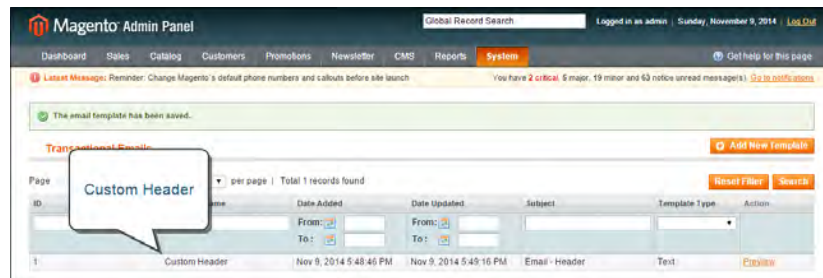 Magento Admin Panel
Global Record Search
Logged in as admin | Sunday, November 9, 2014 | Log Out
Dashboard Sales Catalog Customers Promotions Newsletter CMS Reports System
Get help for this page
Latest Message: Reminder: Change Magento's default phone numbers and callouts before site launch
You have 2 critical, 5 major, 19 minor and 63 notice unread message(s). Go to notifications
The email template has been saved.
Transactional Emails
Add New Template
Page
per page | Total 1 records found
Reset Filter Search
Custom Header
ID Date Added Date Updated Subject Template Type Action
From: From:
To : To :
1 Custom Header Nov 9, 2014 5:48:46 PM Nov 9, 2014 5:49:16 PM Email - Header Text Preview